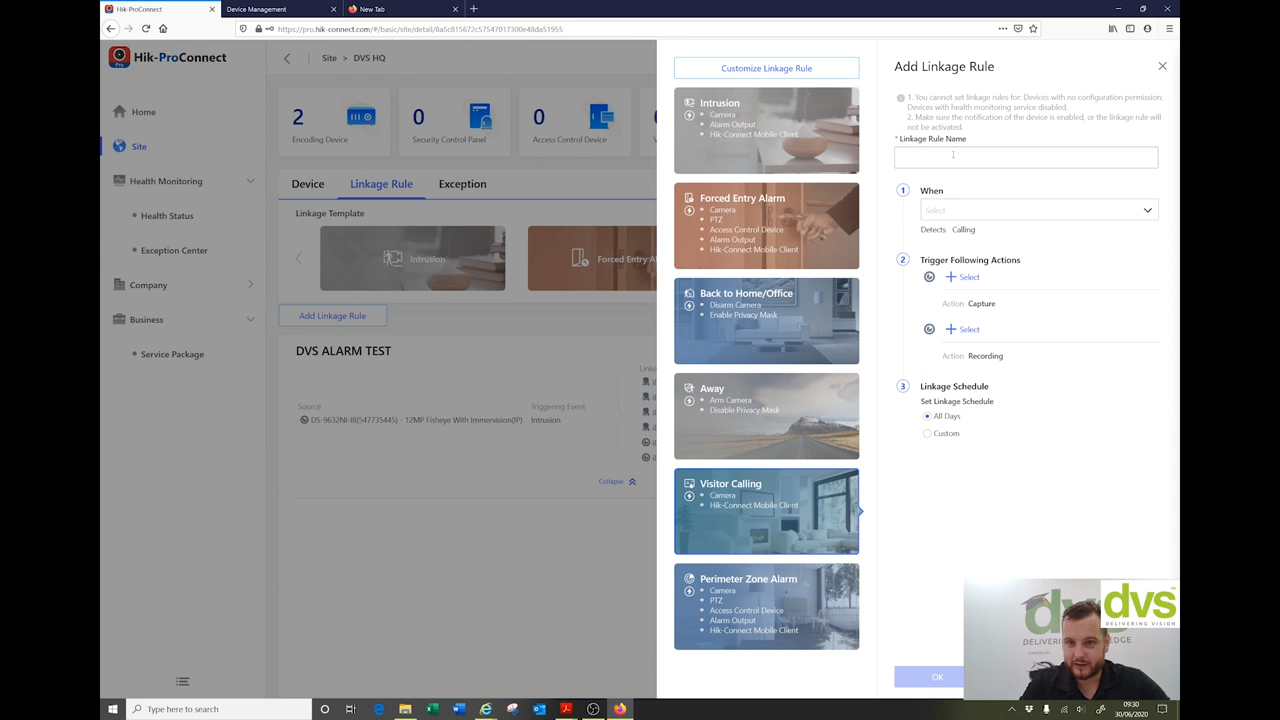 Hik-ProConnect
Device Management
New Tab
https://pro.hik-connect.com/#/basic/site/detail/8a5c815672c57547017300e48da51955
Hik-ProConnect
Home
Site
Health Monitoring
Health Status
Exception Center
Company
Business
Service Package
Site > DVS HQ
2
Encoding Device
0
Security Control Panel
0
Access Control Device
Device
Linkage Rule
Exception
Linkage Template
Intrusion
Forced Entry A
Add Linkage Rule
DVS ALARM TEST
Source
DS-9632NI-I8(547735445) - 12MP Fisheye With Immervision(IP)
Triggering Event
Intrusion
Collapse
Customize Linkage Rule
Intrusion
Camera
Alarm Output
Hik-Connect Mobile Client
Forced Entry Alarm
Camera
PTZ
Access Control Device
Alarm Output
Hik-Connect Mobile Client
Back to Home/Office
Disarm Camera
Enable Privacy Mask
Away
Arm Camera
Disable Privacy Mask
Visitor Calling
Camera
Hik-Connect Mobile Client
Perimeter Zone Alarm
Camera
PTZ
Access Control Device
Alarm Output
Hik-Connect Mobile Client
Add Linkage Rule
1. You cannot set linkage rules for: Devices with no configuration permission;
Devices with health monitoring service disabled.
2. Make sure the notification of the device is enabled, or the linkage rule will
not be activated.
* Linkage Rule Name
1 When
Select
Detects Calling
2 Trigger Following Actions
+ Select
Action Capture
+ Select
Action Recording
3 Linkage Schedule
Set Linkage Schedule
All Days
Custom
OK
dvs
DELIVERING VISION
Type here to search
09:30
30/06/2020